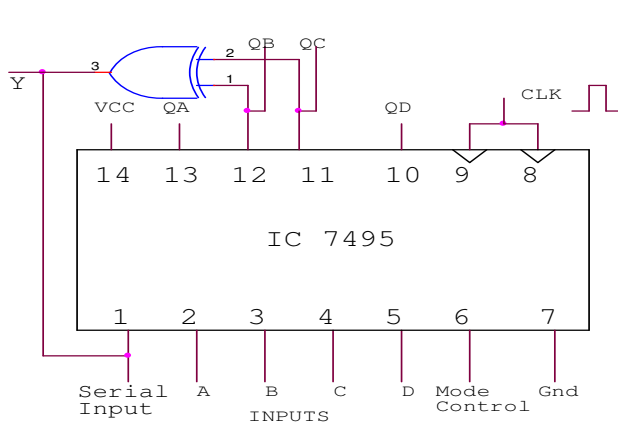 QB QC
3 2
Y 1
CLK
VCC QA QD
14 13 12 11 10 9 8
IC 7495
1 2 3 4 5 6 7
Serial Input A B C D Mode Control Gnd
INPUTS